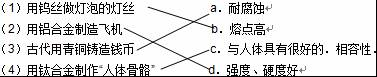 （1）用钨丝做灯泡的灯丝 a．耐腐蚀
（2）用铝合金制造飞机 b．熔点高
（3）古代用青铜铸造钱币 c．与人体具有很好的．相容性．
（4）用钛合金制作“人体骨骼” d．强度、硬度好